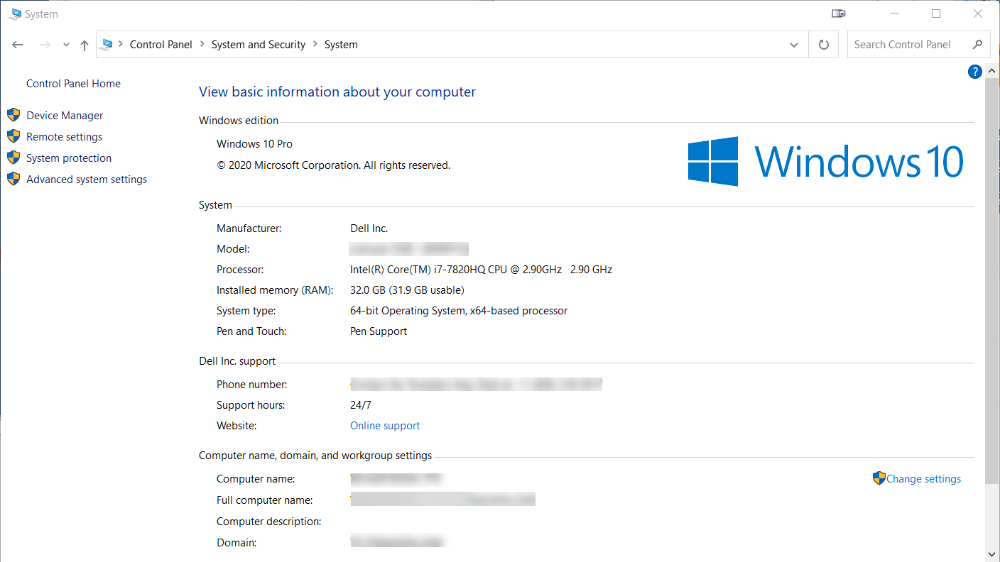 System
Control Panel > System and Security > System
Search Control Panel
?
Control Panel Home
Device Manager
Remote settings
System protection
Advanced system settings
View basic information about your computer
Windows edition
Windows 10 Pro
© 2020 Microsoft Corporation. All rights reserved.
Windows 10
System
Manufacturer: Dell Inc.
Model:
Processor: Intel(R) Core(TM) i7-7820HQ CPU @ 2.90GHz 2.90 GHz
Installed memory (RAM): 32.0 GB (31.9 GB usable)
System type: 64-bit Operating System, x64-based processor
Pen and Touch: Pen Support
Dell Inc. support
Phone number:
Support hours: 24/7
Website: Online support
Computer name, domain, and workgroup settings
Computer name:
Change settings
Full computer name:
Computer description:
Domain: